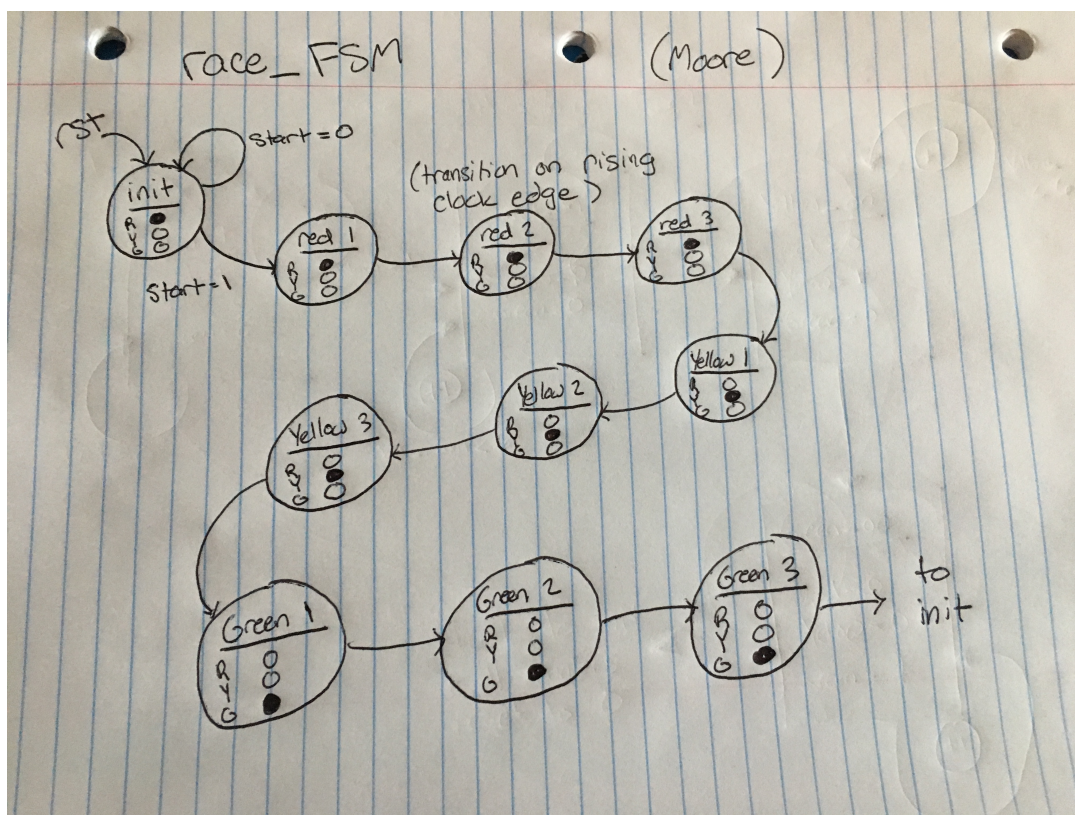 race_FSM (Moore)
rst
start=0
init
R
Y
G
start=1
(transition on rising
clock edge)
red 1
R
Y
G
red 2
R
Y
G
red 3
R
Y
G
Yellow 1
R
Y
G
Yellow 2
R
Y
G
Yellow 3
R
Y
G
Green 1
R
Y
G
Green 2
R
Y
G
Green 3
R
Y
G
to
init